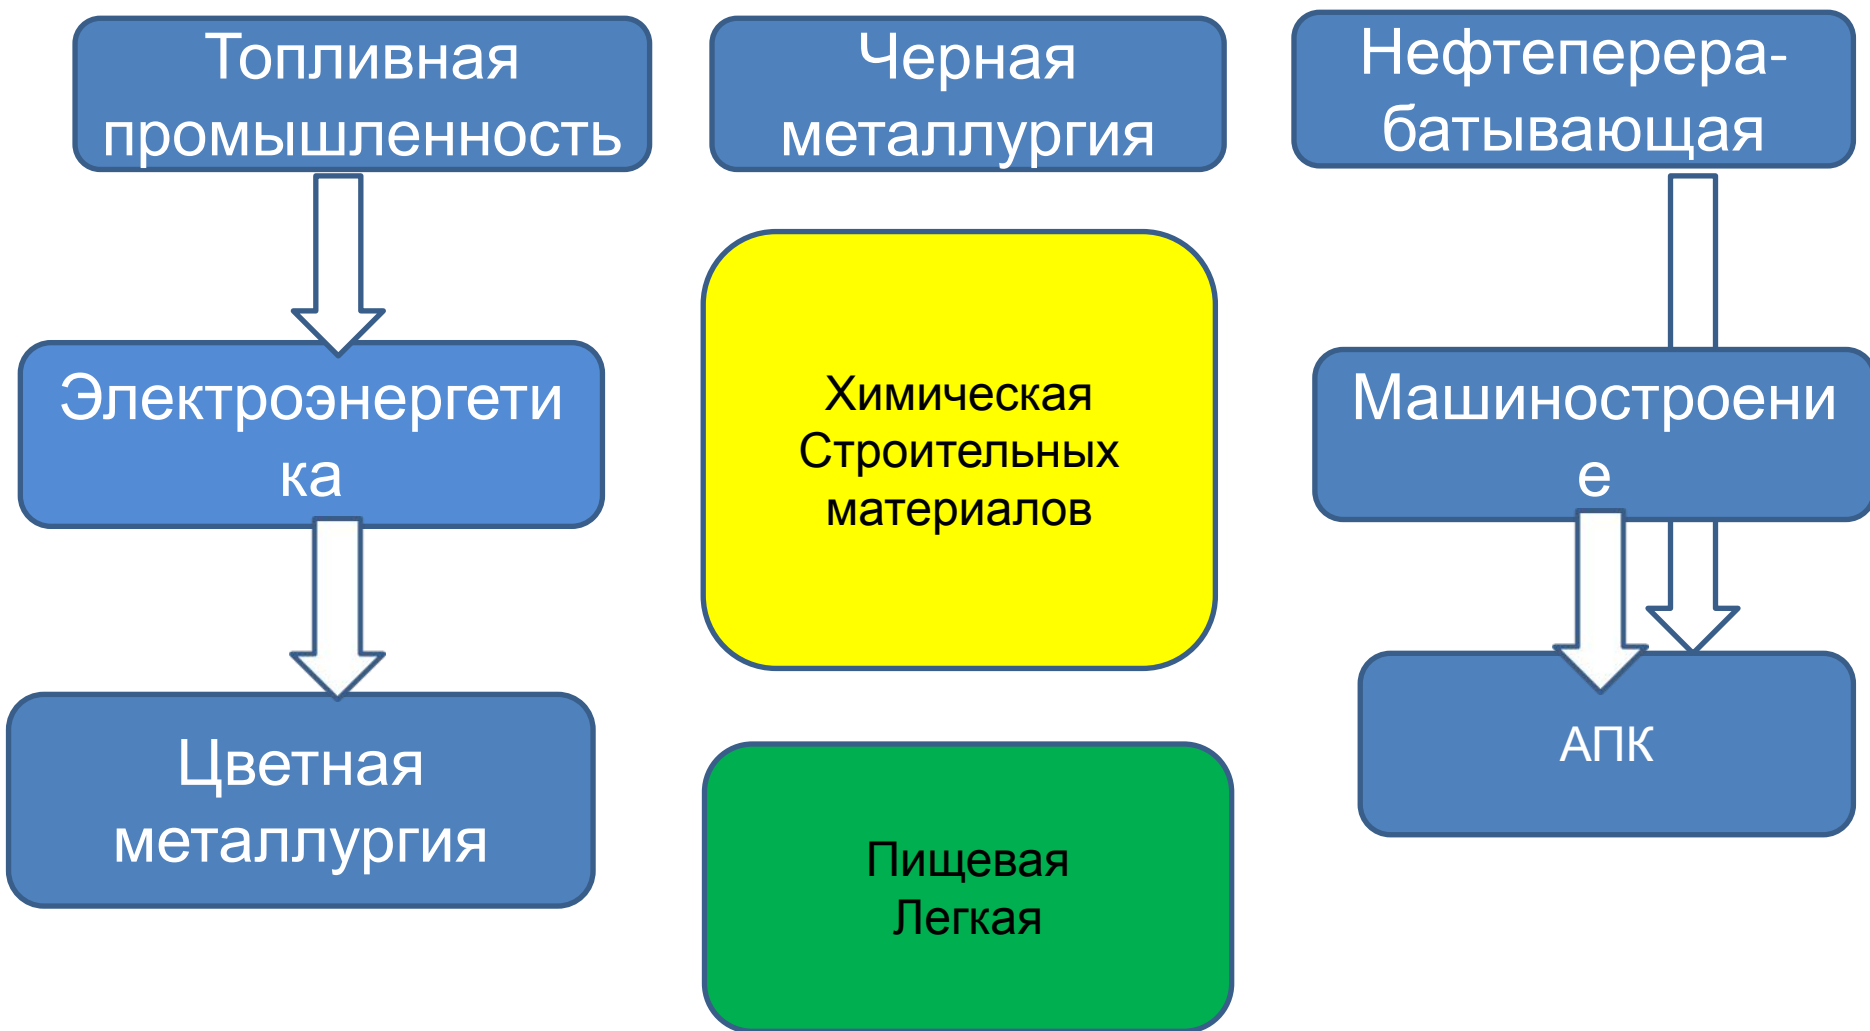 Топливная
промышленность
Черная
металлургия
Нефтеперера-
батывающая
Электроэнергети
ка
Химическая
Строительных
материалов
Машиностроени
е
Цветная
металлургия
Пищевая
Легкая
АПК